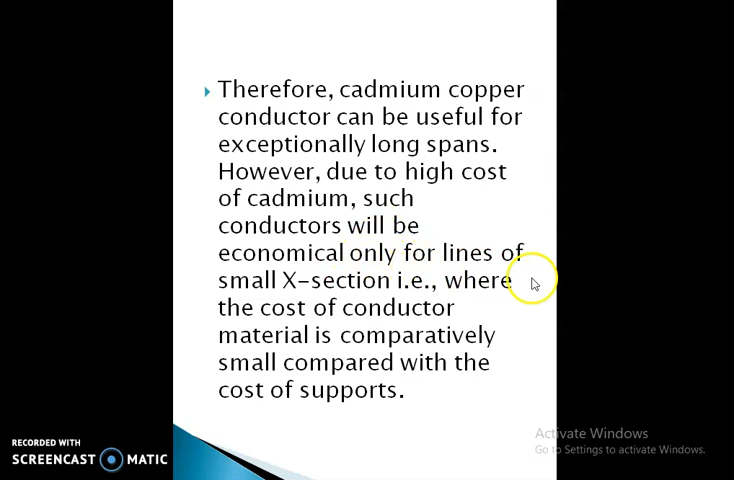 Therefore, cadmium copper
conductor can be useful for
exceptionally long spans.
However, due to high cost
of cadmium, such
conductors will be
economical only for lines of
small X-section i.e., where
the cost of conductor
material is comparatively
small compared with the
cost of supports.
Activate Windows
Go to Settings to activate Windows.
RECORDED WITH
SCREENCAST MATIC